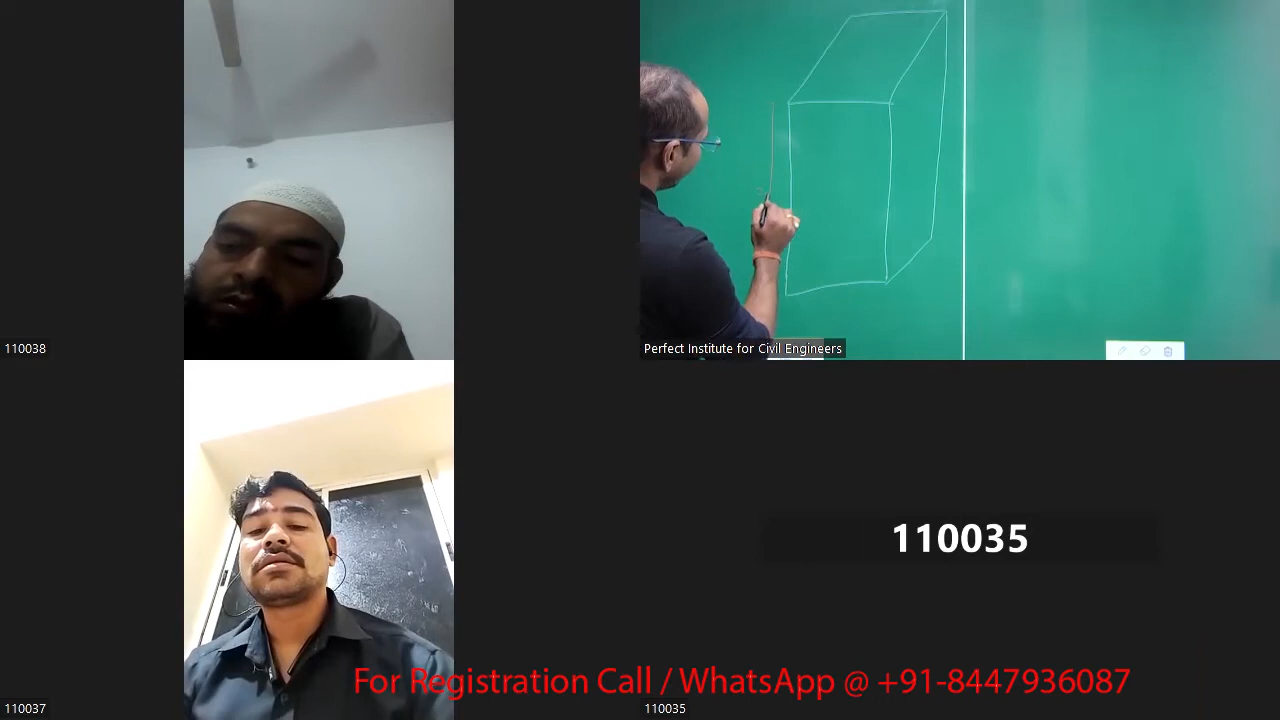 110038
Perfect Institute for Civil Engineers
110035
For Registration Call / WhatsApp @ +91-8447936087
110037
110035